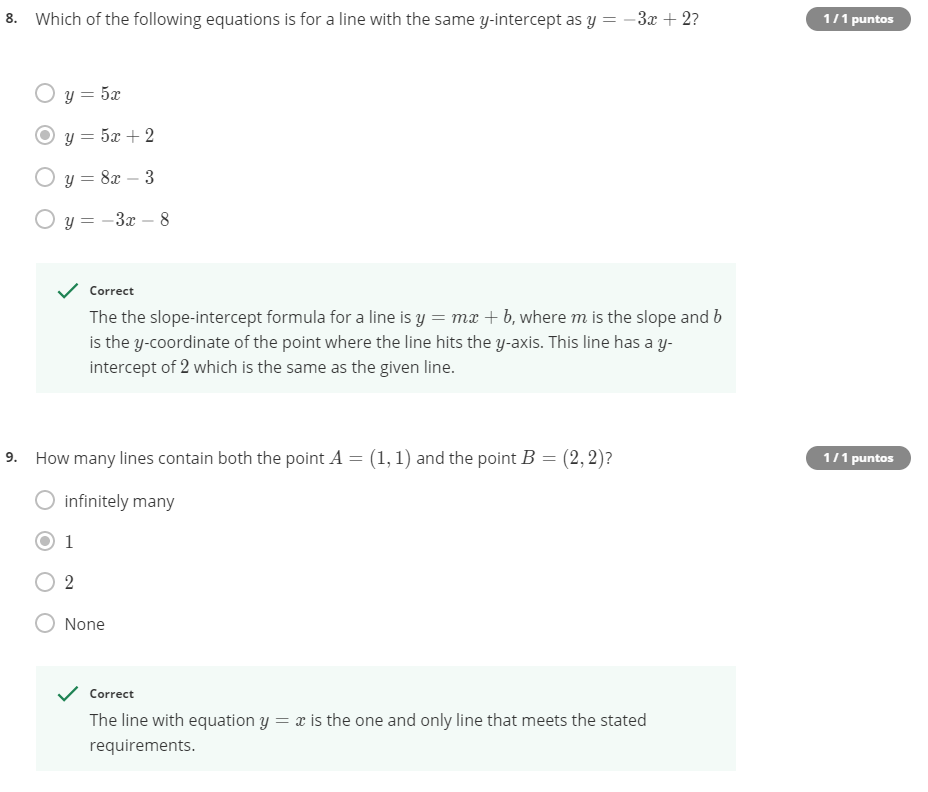 8. Which of the following equations is for a line with the same y-intercept as y = −3x + 2?
1 / 1 puntos
y = 5x
y = 5x + 2
y = 8x − 3
y = −3x − 8
Correct
The the slope-intercept formula for a line is y = mx + b, where m is the slope and b
is the y-coordinate of the point where the line hits the y-axis. This line has a y-
intercept of 2 which is the same as the given line.
9. How many lines contain both the point A = (1, 1) and the point B = (2, 2)?
1 / 1 puntos
infinitely many
1
2
None
Correct
The line with equation y = x is the one and only line that meets the stated
requirements.